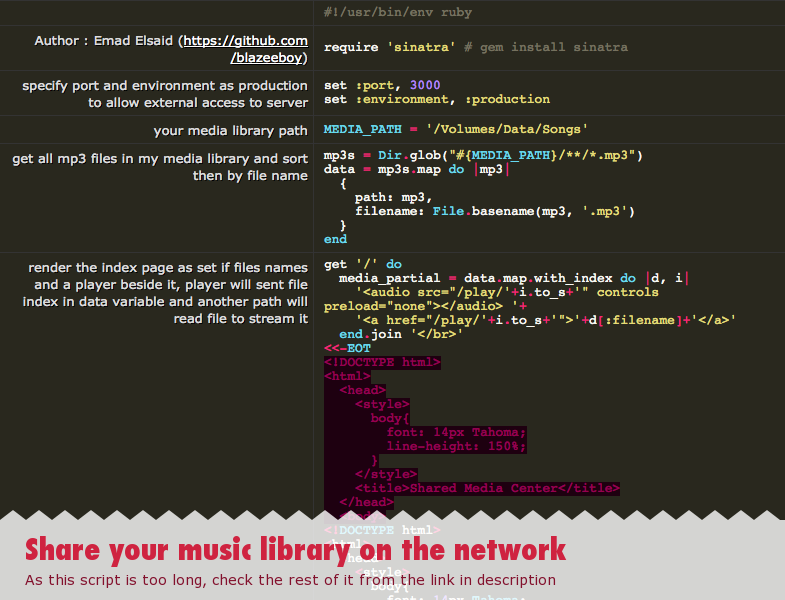 #!/usr/bin/env ruby
Author : Emad Elsaid (https://github.com
/blazeeboy)
require 'sinatra' # gem install sinatra
specify port and environment as production
to allow external access to server
set :port, 3000
set :environment, :production
your media library path
MEDIA_PATH = '/Volumes/Data/Songs'
get all mp3 files in my media library and sort
then by file name
mp3s = Dir.glob("#{MEDIA_PATH}/**/*.mp3")
data = mp3s.map do |mp3|
{
path: mp3,
filename: File.basename(mp3, '.mp3')
}
end
render the index page as set if files names
and a player beside it, player will sent file
index in data variable and another path will
read file to stream it
get '/' do
media_partial = data.map.with_index do |d, i|
'<audio src="/play/'+i.to_s+'" controls
preload="none"></audio> '+
'<a href="/play/'+i.to_s+'">'+d[:filename]+'</a>'
end.join '</br>'
<<-EOT
<!DOCTYPE html>
<html>
<head>
<style>
body{
font: 14px Tahoma;
line-height: 150%;
}
</style>
<title>Shared Media Center</title>
</head>
<!DOCTYPE html>
Share your music library on the network
As this script is too long, check the rest of it from the link in description
<style>
body{